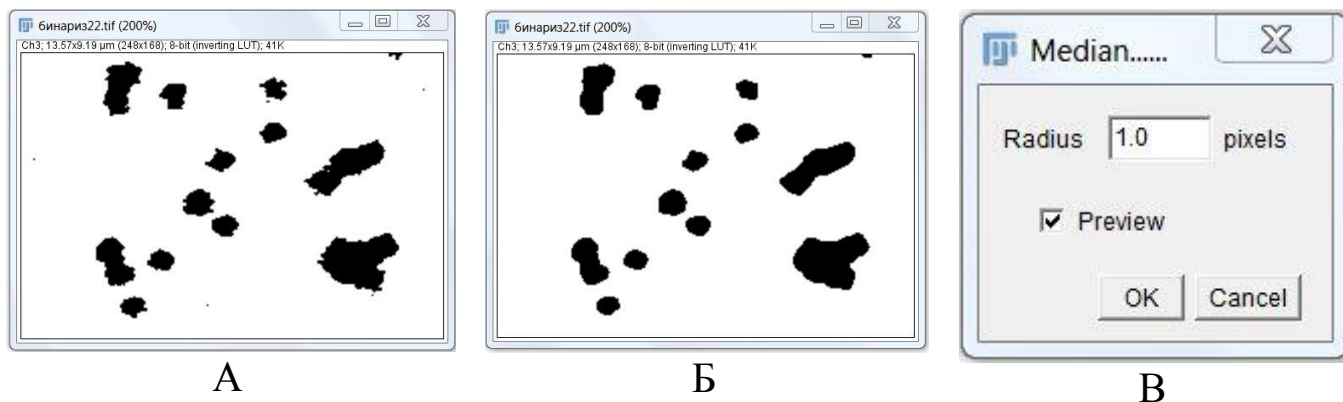 бинариз22.tif (200%)
Ch3; 13.57x9.19 µm (248x168); 8-bit (inverting LUT); 41K
А
бинариз22.tif (200%)
Ch3; 13.57x9.19 µm (248x168); 8-bit (inverting LUT); 41K
Б
Median......
Radius 1.0 pixels
Preview
OK Cancel
В